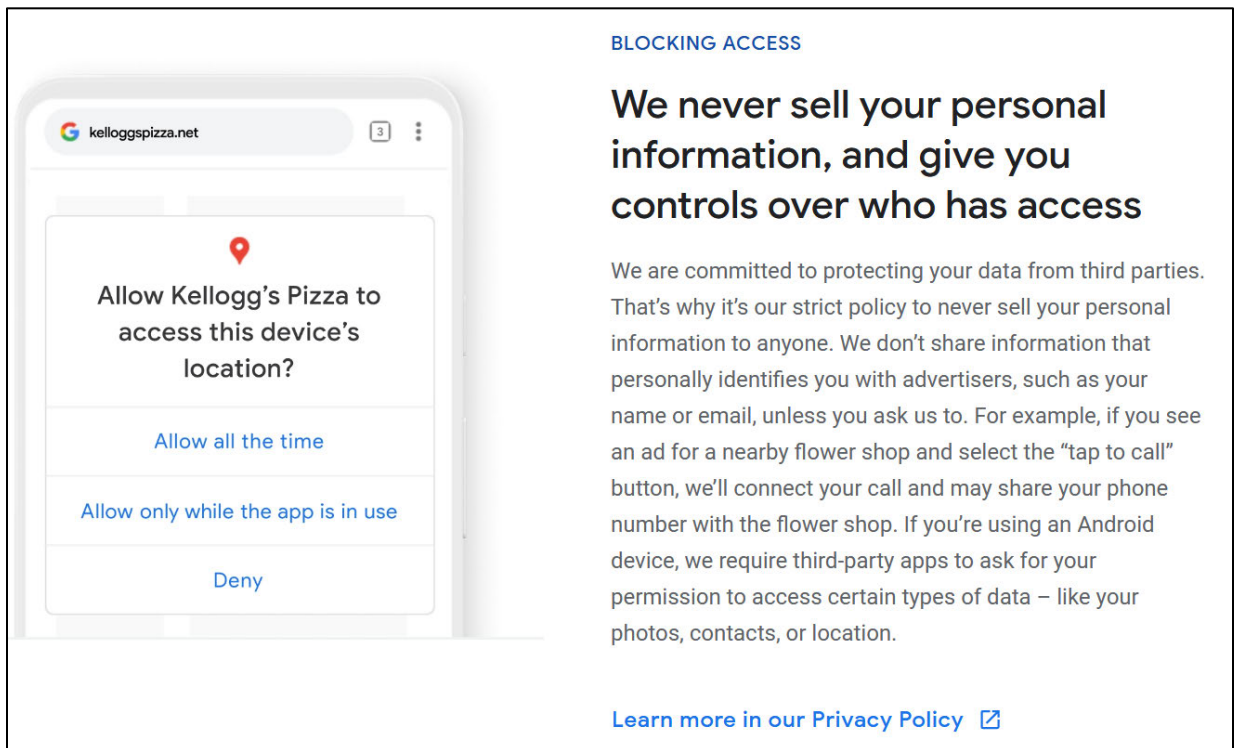 kelloggspizza.net
3
Allow Kellogg’s Pizza to
access this device’s
location?
Allow all the time
Allow only while the app is in use
Deny
BLOCKING ACCESS
We never sell your personal
information, and give you
controls over who has access
We are committed to protecting your data from third parties.
That’s why it’s our strict policy to never sell your personal
information to anyone. We don’t share information that
personally identifies you with advertisers, such as your
name or email, unless you ask us to. For example, if you see
an ad for a nearby flower shop and select the “tap to call”
button, we’ll connect your call and may share your phone
number with the flower shop. If you’re using an Android
device, we require third-party apps to ask for your
permission to access certain types of data – like your
photos, contacts, or location.
Learn more in our Privacy Policy